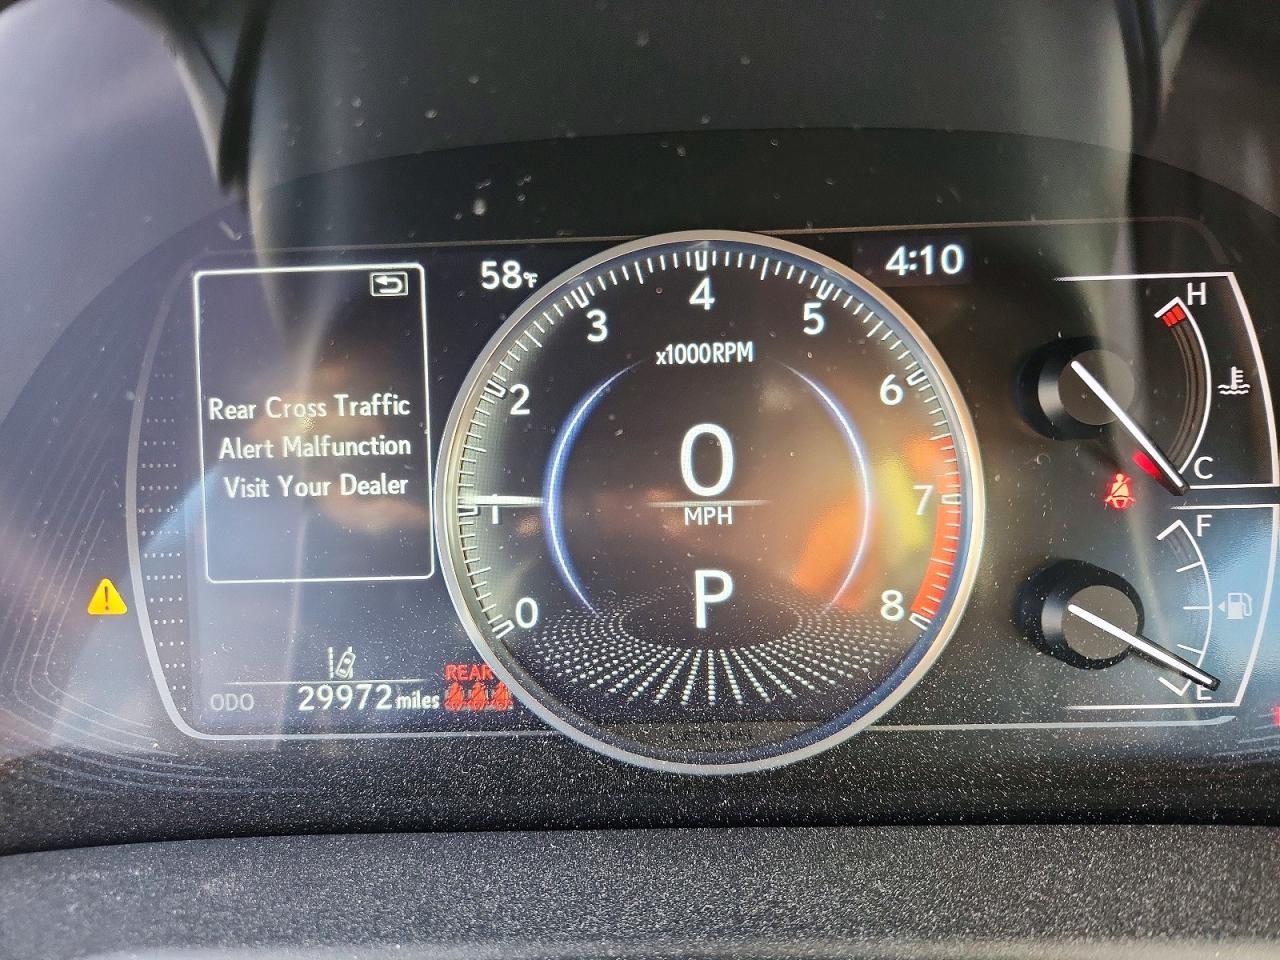 58°F
4:10
Rear Cross Traffic
Alert Malfunction
Visit Your Dealer
0
1
2
3
4
5
6
7
8
x1000RPM
0
MPH
P
H
C
F
E
REAR
ODO 29972 miles